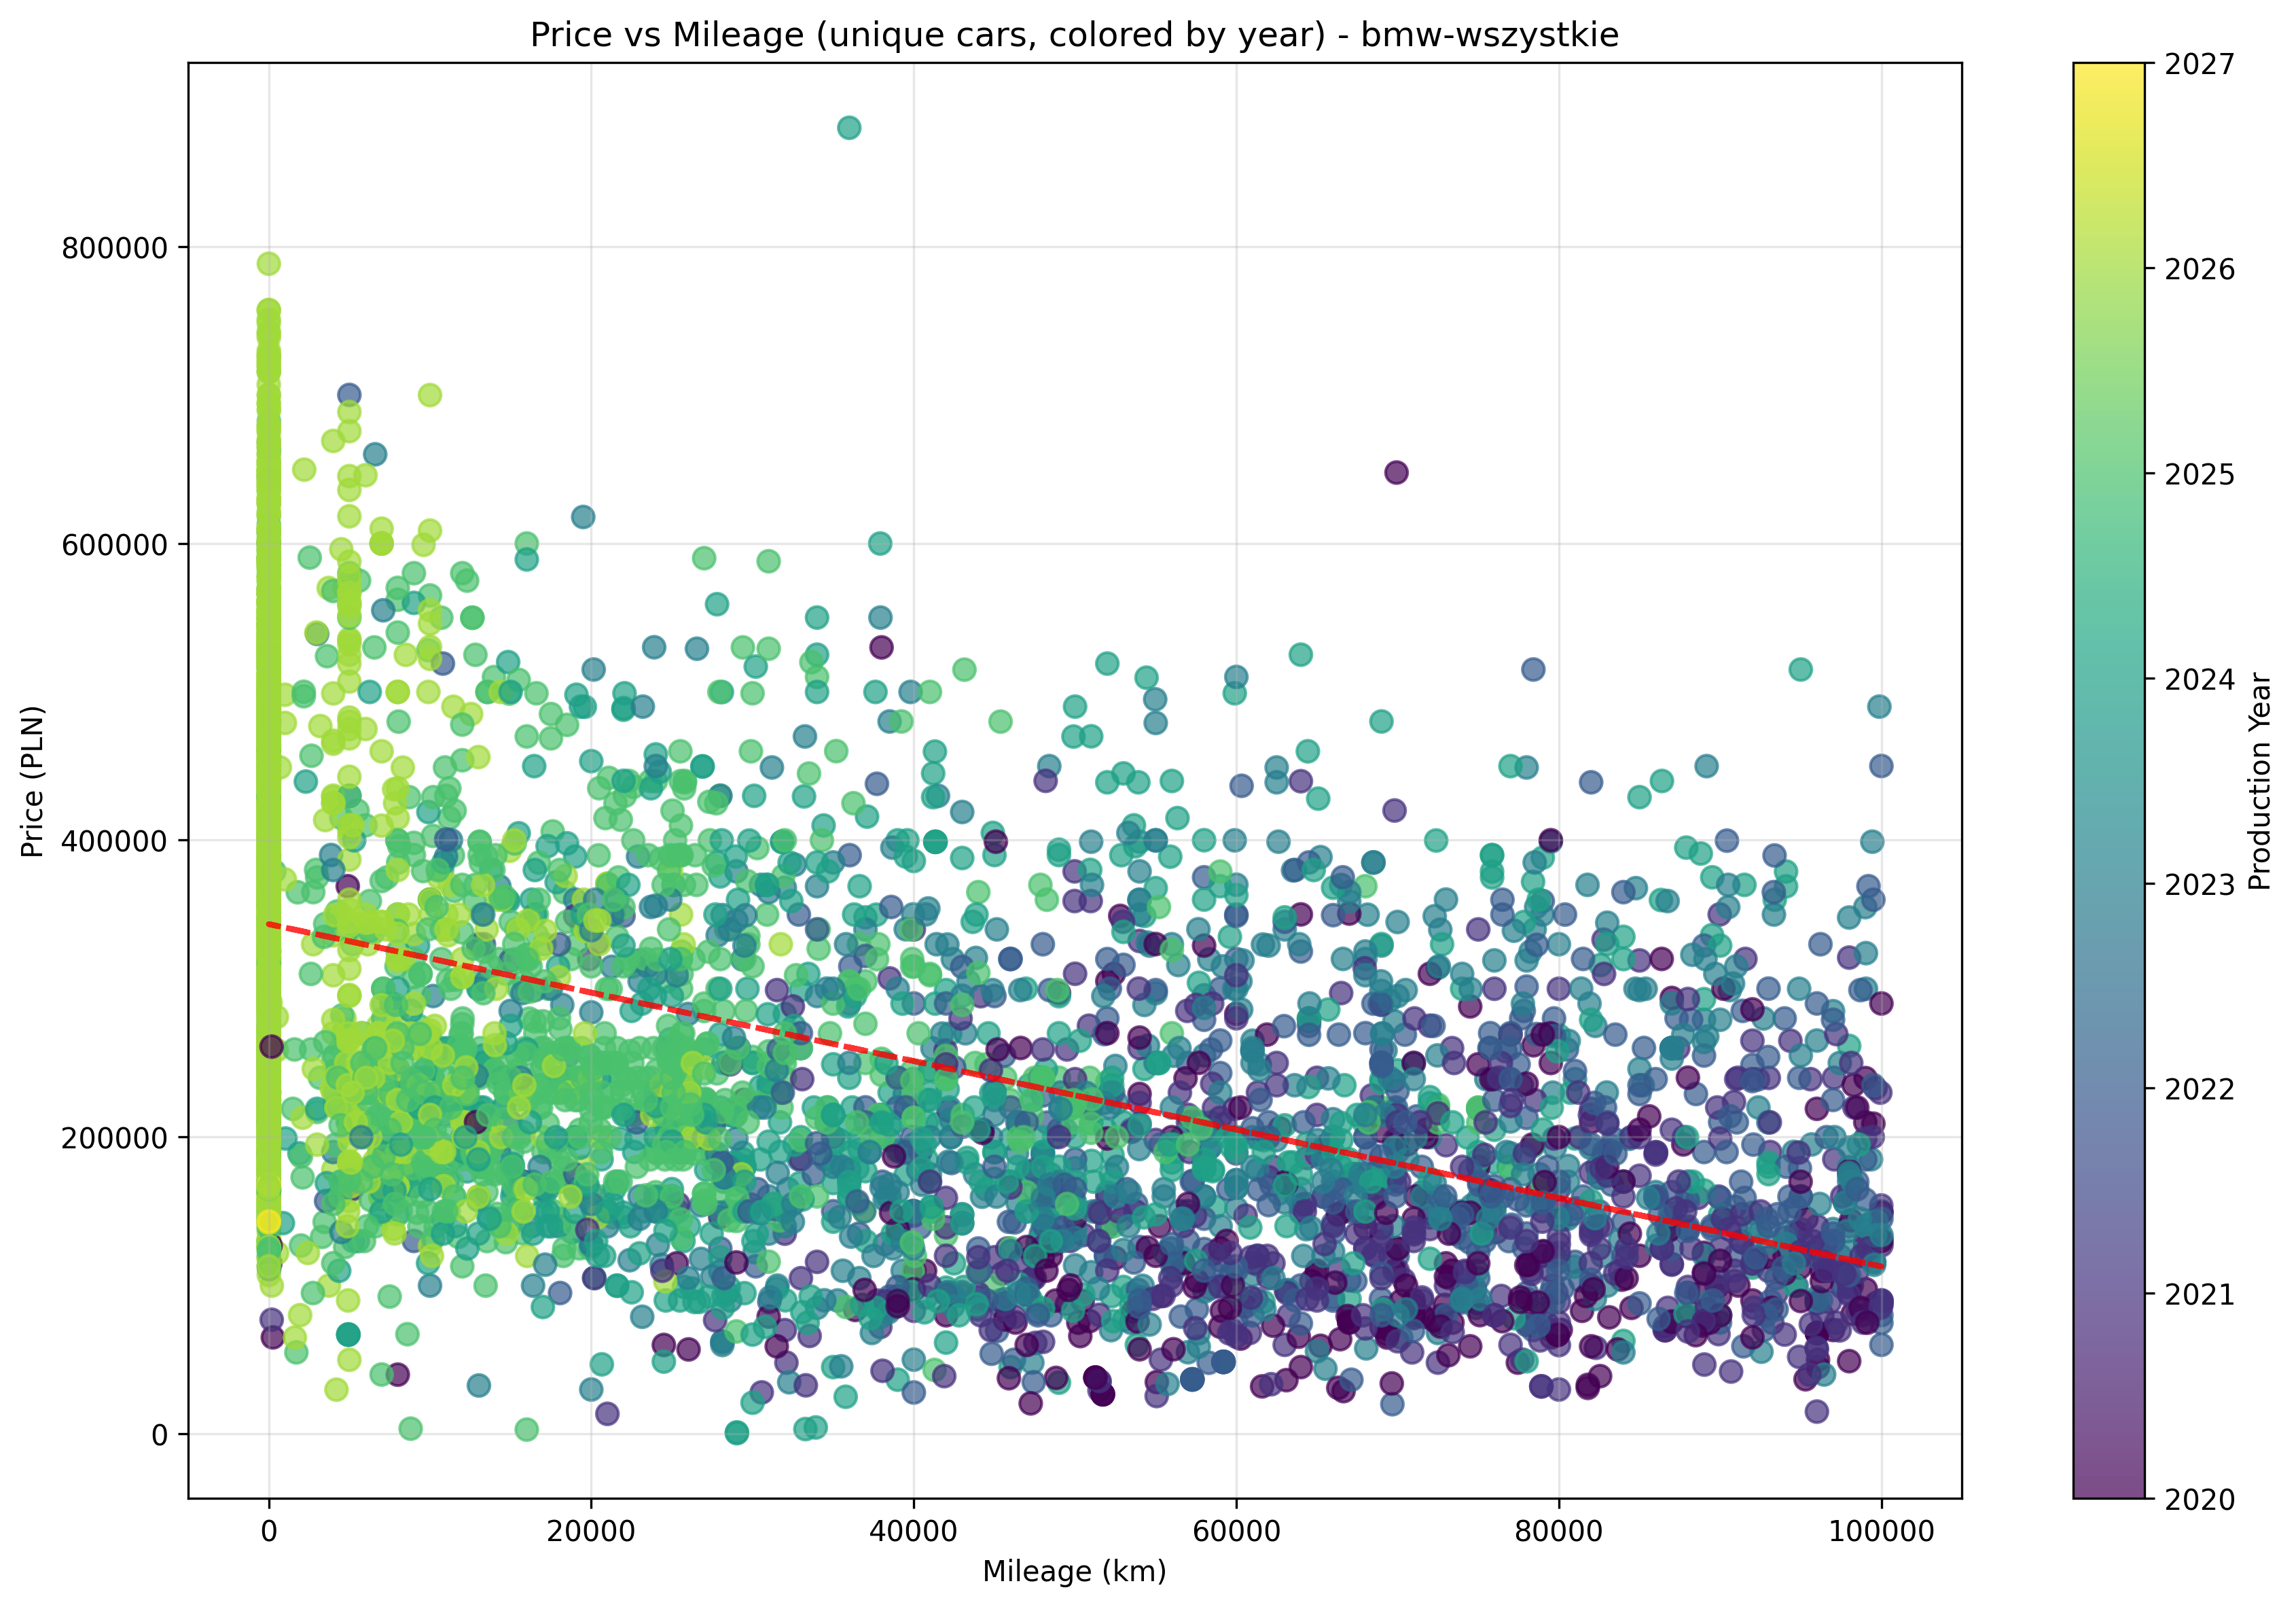 Price vs Mileage (unique cars, colored by year) - bmw-wszystkie
Price (PLN)
800000
600000
400000
200000
0
0 20000 40000 60000 80000 100000
Mileage (km)
2027
2026
2025
2024
2023
2022
2021
2020
Production Year